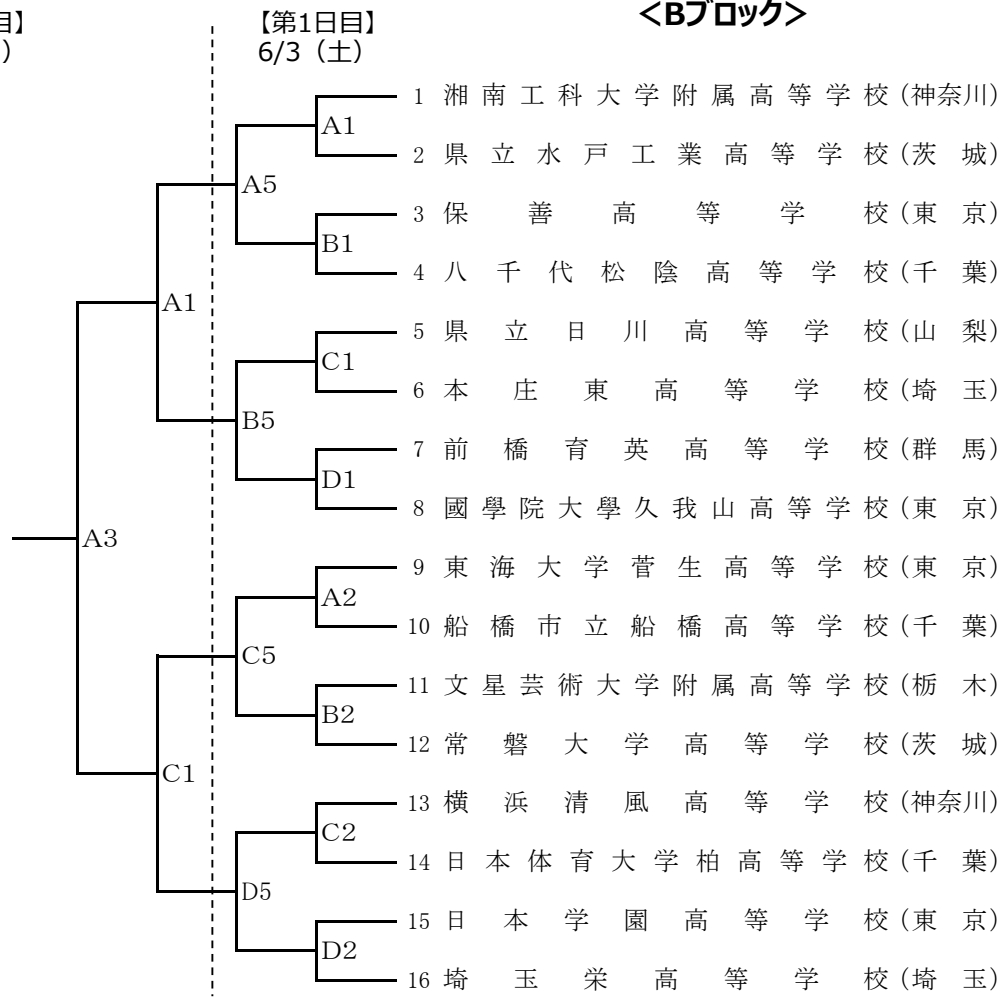 <Bブロック>
目】
）
【第1日目】
6/3（土）
1 湘南工科大学附属高等学校(神奈川)
A1
2 県立水戸工業高等学校(茨城)
A5
3 保善高等学校(東京)
B1
4 八千代松陰高等学校(千葉)
A1
5 県立日川高等学校(山梨)
C1
6 本庄東高等学校(埼玉)
B5
7 前橋育英高等学校(群馬)
D1
8 國學院大學久我山高等学校(東京)
A3
9 東海大学菅生高等学校(東京)
A2
10 船橋市立船橋高等学校(千葉)
C5
11 文星芸術大学附属高等学校(栃木)
B2
12 常磐大学高等学校(茨城)
C1
13 横浜清風高等学校(神奈川)
C2
14 日本体育大学柏高等学校(千葉)
D5
15 日本学園高等学校(東京)
D2
16 埼玉栄高等学校(埼玉)